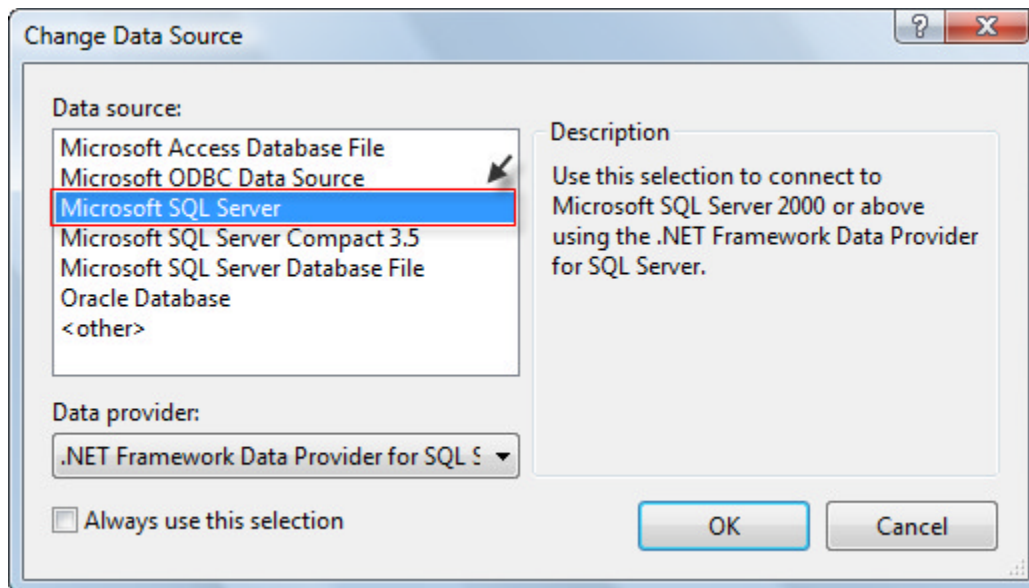 Change Data Source
Data source:
Microsoft Access Database File
Microsoft ODBC Data Source
Microsoft SQL Server
Microsoft SQL Server Compact 3.5
Microsoft SQL Server Database File
Oracle Database
<other>
Description
Use this selection to connect to
Microsoft SQL Server 2000 or above
using the .NET Framework Data Provider
for SQL Server.
Data provider:
.NET Framework Data Provider for SQL S
Always use this selection
OK
Cancel